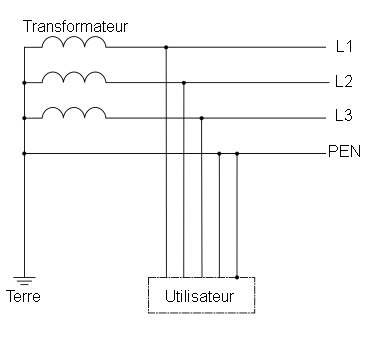 Transformateur
L1
L2
L3
PEN
Terre
Utilisateur